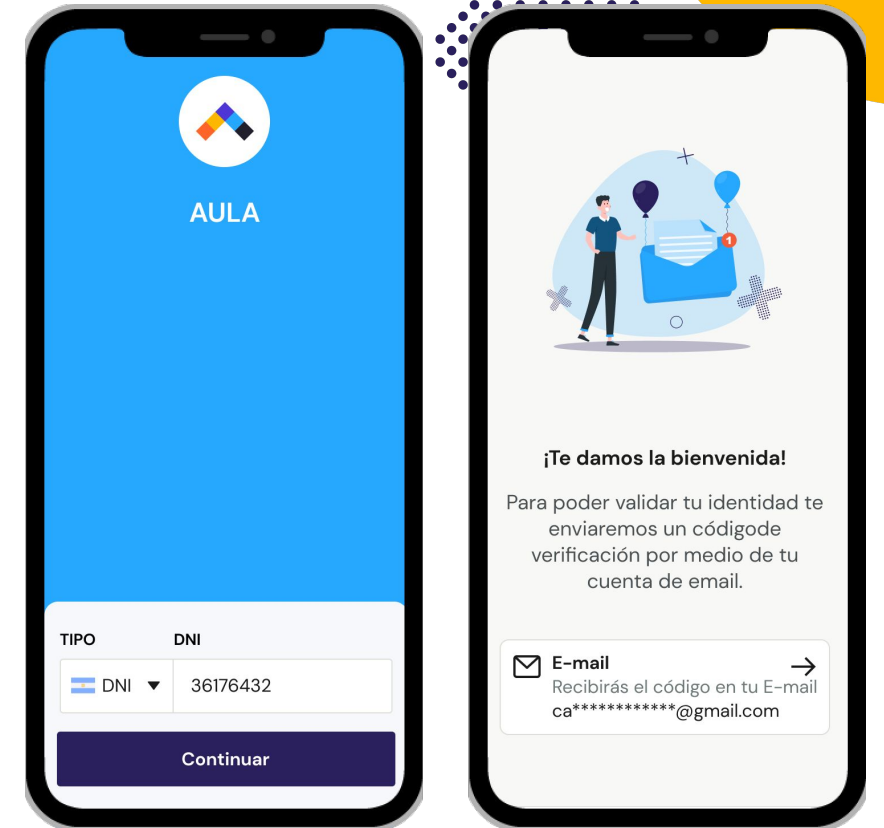 AULA
TIPO DNI
DNI 36176432
Continuar
1
¡Te damos la bienvenida!
Para poder validar tu identidad te
enviaremos un códigode
verificación por medio de tu
cuenta de email.
E-mail
Recibirás el código en tu E-mail
ca************@gmail.com